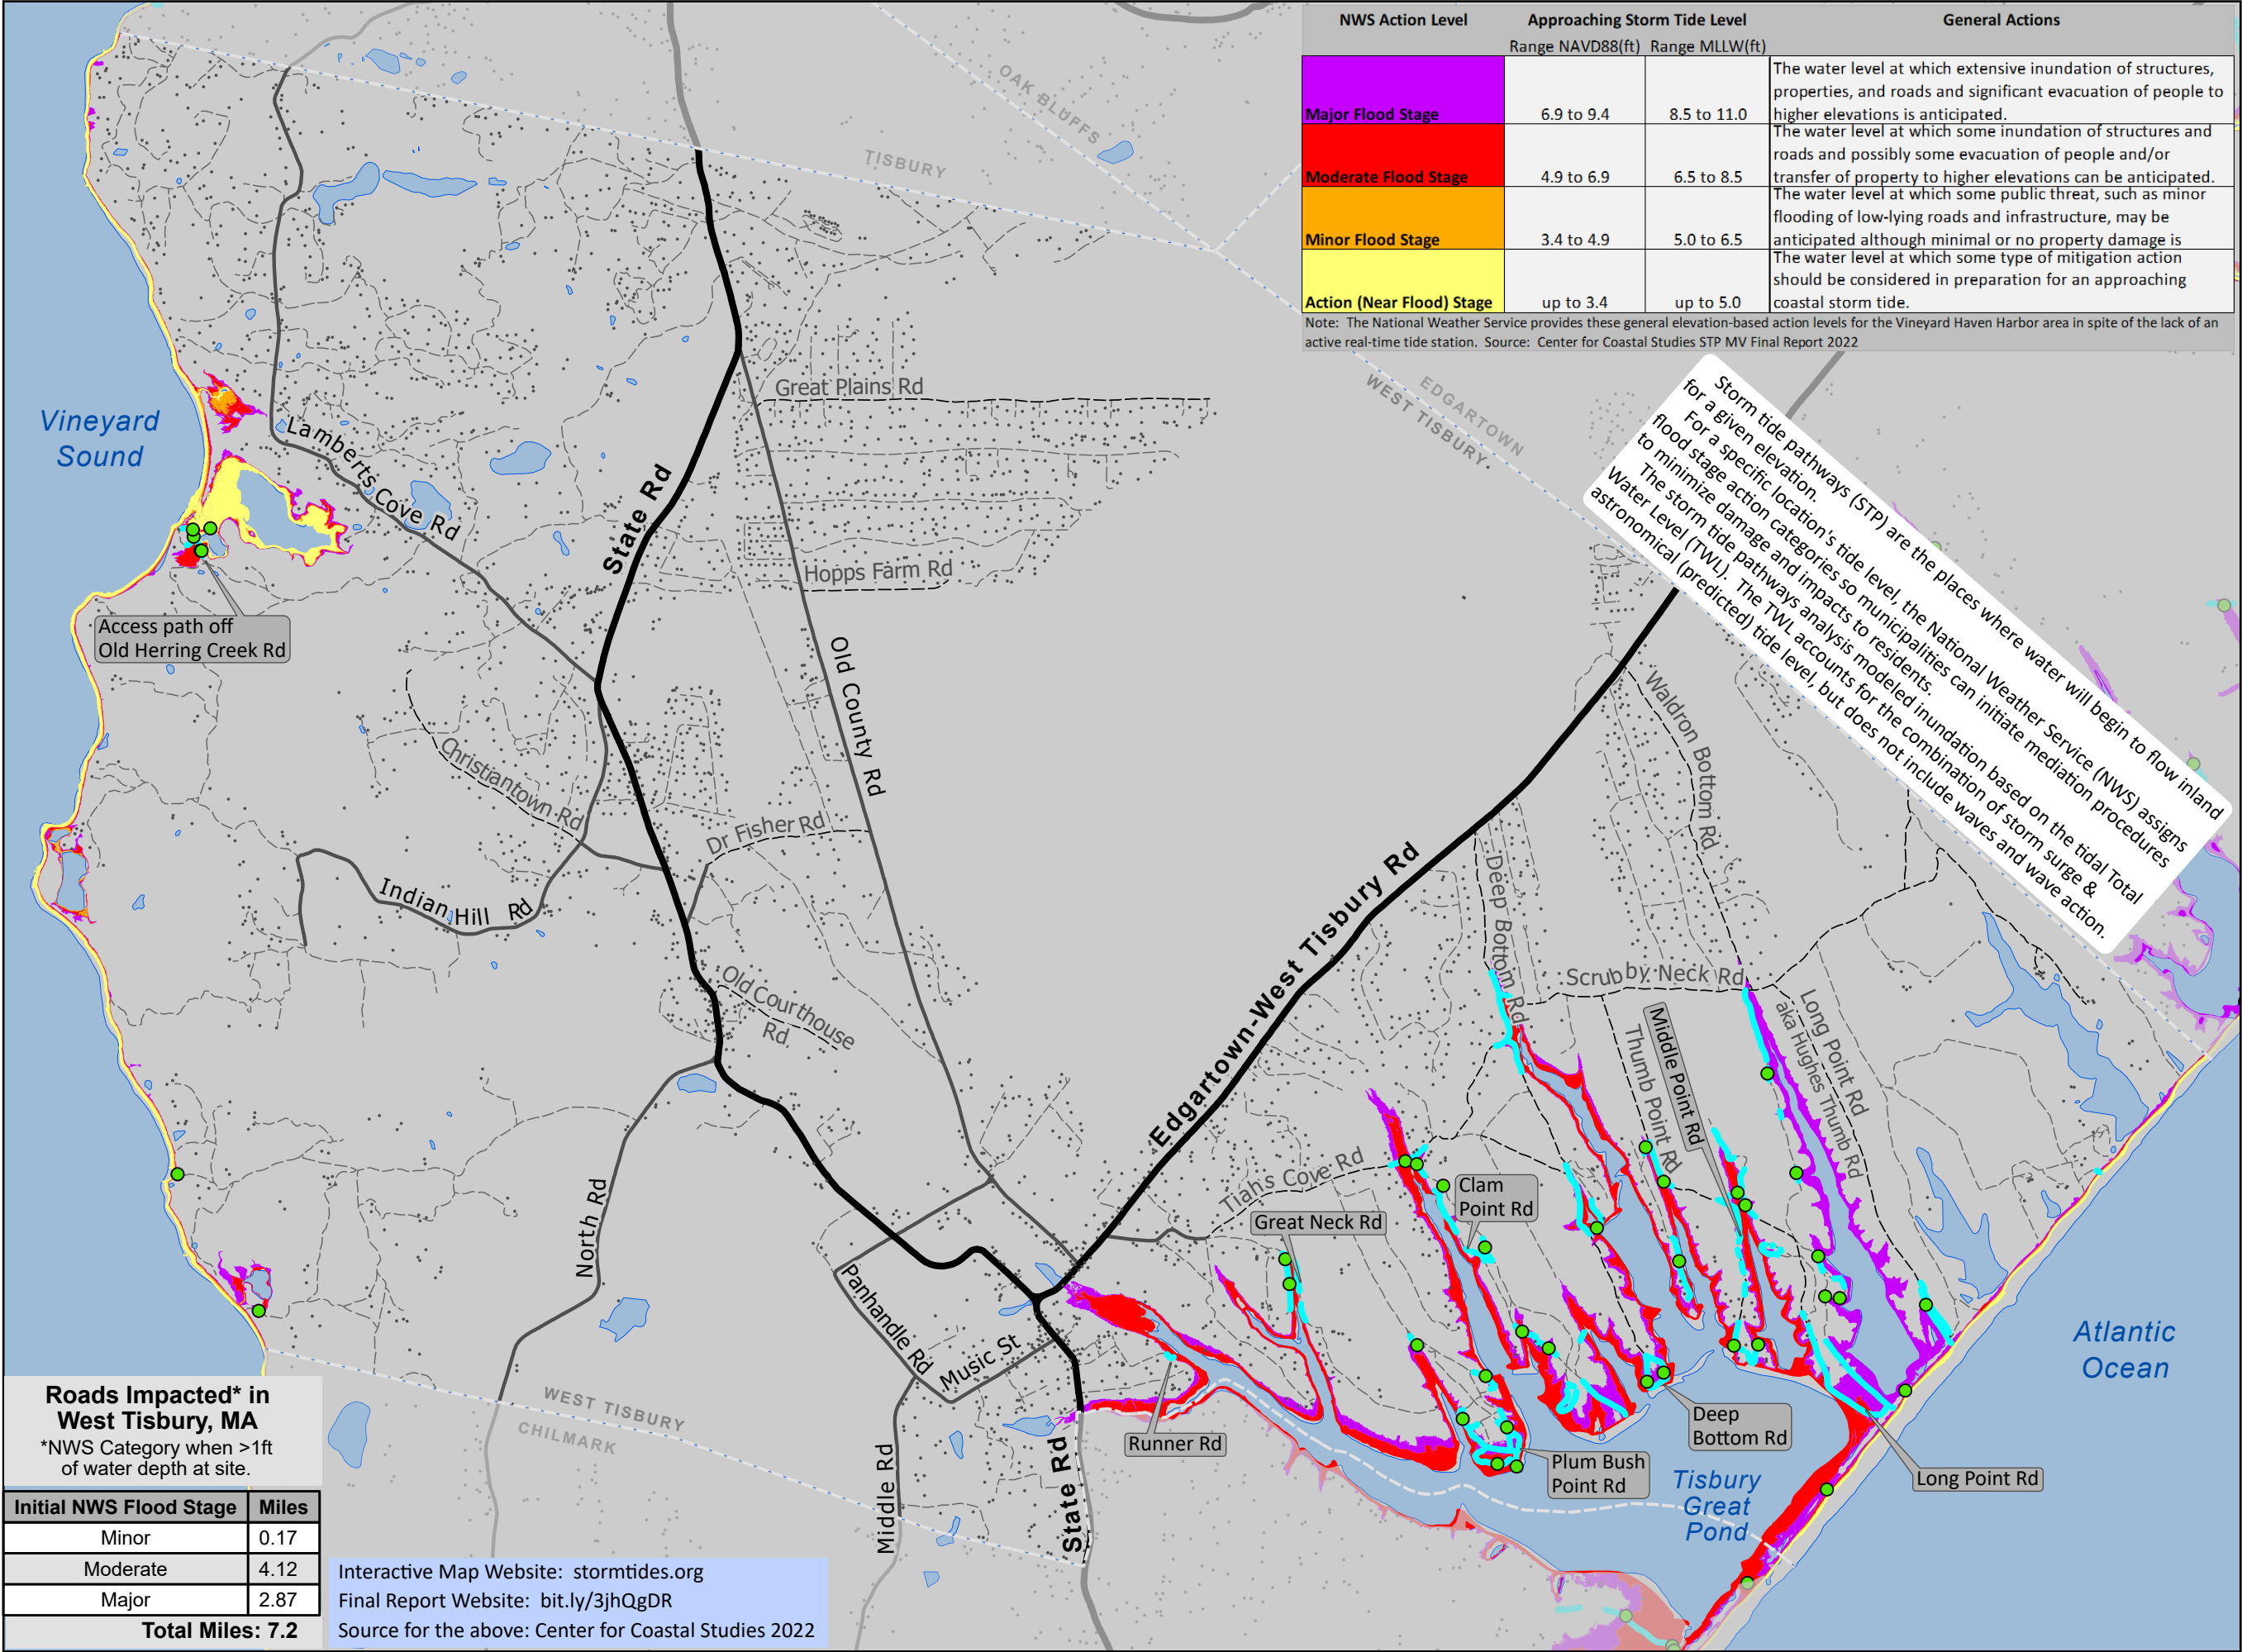 NWS Action Level Approaching Storm Tide Level General Actions
Range NAVD88(ft) Range MLLW(ft)
Major Flood Stage 6.9 to 9.4 8.5 to 11.0
The water level at which extensive inundation of structures,
properties, and roads and significant evacuation of people to
higher elevations is anticipated.
Moderate Flood Stage 4.9 to 6.9 6.5 to 8.5
The water level at which some inundation of structures and
roads and possibly some evacuation of people and/or
transfer of property to higher elevations can be anticipated.
Minor Flood Stage 3.4 to 4.9 5.0 to 6.5
The water level at which some public threat, such as minor
flooding of low-lying roads and infrastructure, may be
anticipated although minimal or no property damage is
Action (Near Flood) Stage up to 3.4 up to 5.0
The water level at which some type of mitigation action
should be considered in preparation for an approaching
coastal storm tide.
Note: The National Weather Service provides these general elevation-based action levels for the Vineyard Haven Harbor area in spite of the lack of an
active real-time tide station. Source: Center for Coastal Studies STP MV Final Report 2022
Storm tide pathways (STP) are the places where water will begin to flow inland
for a given elevation.
For a specific location's tide level, the National Weather Service (NWS) assigns
flood stage action categories so municipalities can initiate mediation procedures
to minimize damage and impacts to residents.
The storm tide pathways analysis modeled inundation based on the tidal Total
Water Level (TWL). The TWL accounts for the combination of storm surge &
astronomical (predicted) tide level, but does not include waves and wave action.
OAK BLUFFS
TISBURY
EDGARTOWN
WEST TISBURY
Vineyard
Sound
Great Plains Rd
Lamberts Cove Rd
State Rd
Hopps Farm Rd
Access path off
Old Herring Creek Rd
Old County Rd
Waldron Bottom Rd
Christiantown Rd
Dr Fisher Rd
Indian Hill Rd
Edgartown-West Tisbury Rd
Deep Bottom Rd
Old Courthouse
Rd
Scrubby Neck Rd
Middle Point Rd
Thumb Point Rd
Long Point Rd
aka Hughes Thumb Rd
Tiahs Cove Rd
Clam
Point Rd
Great Neck Rd
North Rd
Panhandle Rd
Music St
Atlantic
Ocean
WEST TISBURY
CHILMARK
Runner Rd
Deep
Bottom Rd
Plum Bush
Point Rd
Long Point Rd
Tisbury
Great
Pond
Middle Rd
State Rd
Roads Impacted* in
West Tisbury, MA
*NWS Category when >1ft
of water depth at site.
Initial NWS Flood Stage Miles
Minor 0.17
Moderate 4.12
Major 2.87
Total Miles: 7.2
Interactive Map Website: stormtides.org
Final Report Website: bit.ly/3jhQgDR
Source for the above: Center for Coastal Studies 2022